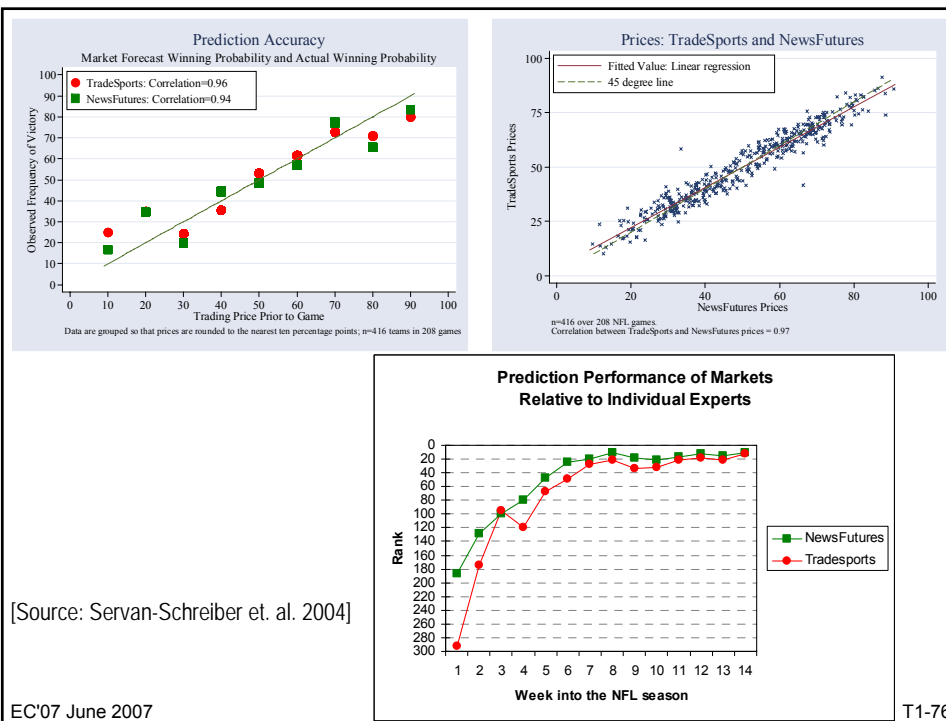 Prediction Accuracy
Market Forecast Winning Probability and Actual Winning Probability
TradeSports: Correlation=0.96
NewsFutures: Correlation=0.94
Observed Frequency of Victory
100
90
80
70
60
50
40
30
20
10
0
0 10 20 30 40 50 60 70 80 90 100
Trading Price Prior to Game
Data are grouped so that prices are rounded to the nearest ten percentage points; n=416 teams in 208 games
Prices: TradeSports and NewsFutures
Fitted Value: Linear regression
45 degree line
TradeSports Prices
100
75
50
25
0
0 20 40 60 80 100
NewsFutures Prices
n=416 over 208 NFL games.
Correlation between TradeSports and NewsFutures prices = 0.97
Prediction Performance of Markets
Relative to Individual Experts
Rank
0
20
40
60
80
100
120
140
160
180
200
220
240
260
280
300
1 2 3 4 5 6 7 8 9 10 11 12 13 14
Week into the NFL season
NewsFutures
Tradesports
[Source: Servan-Schreiber et. al. 2004]
EC'07 June 2007
T1-76